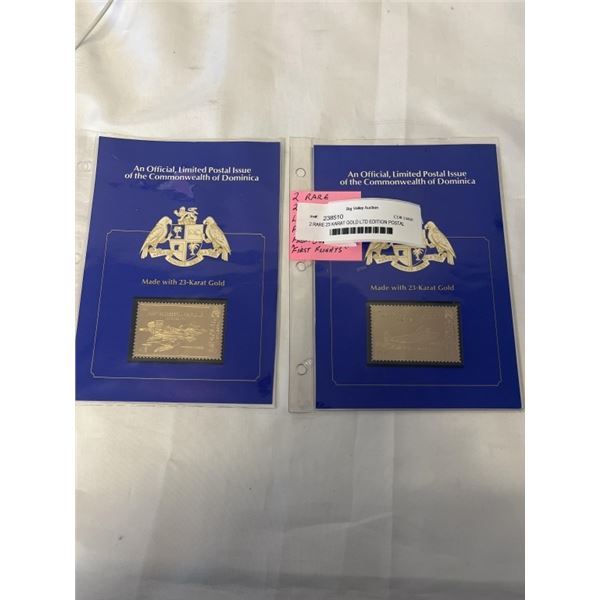 An Official, Limited Postal Issue
of the Commonwealth of Dominica
Made with 23-Karat Gold
An Official, Limited Postal Issue
of the Commonwealth of Dominica
2 RARE
Big Valley Auction
238510
2 RARE 23 KARAT GOLD LTD EDITION POSTAL
FIRST FLIGHTS"
Made with 23-Karat Gold